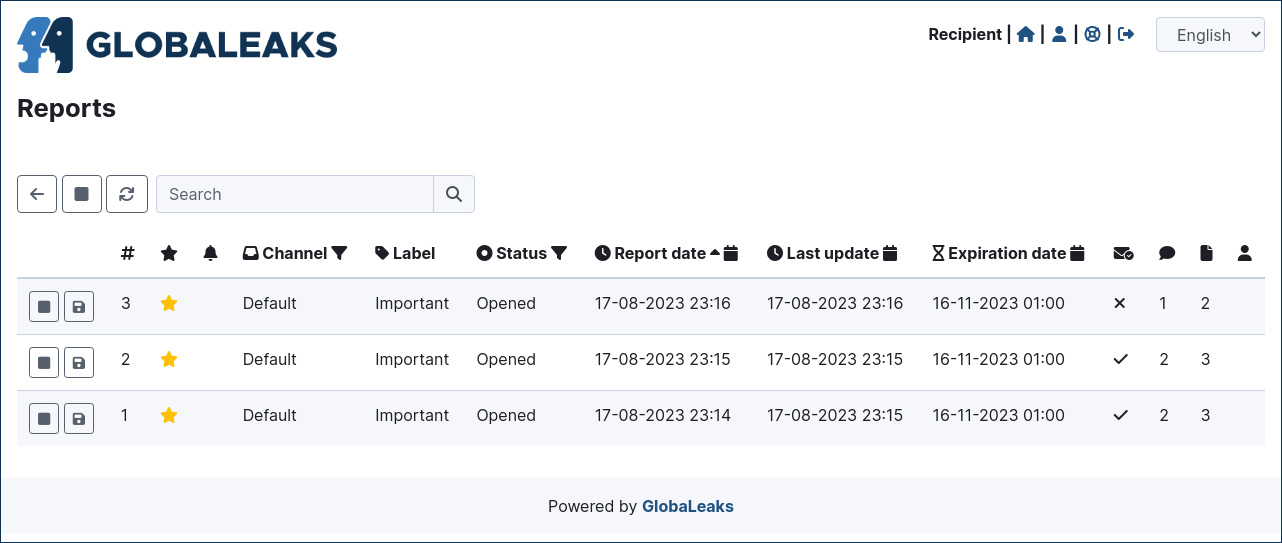 GLOBALEAKS
Recipient | | | |
English
Reports
Search
# Channel Label Status Report date Last update Expiration date
3 Default Important Opened 17-08-2023 23:16 17-08-2023 23:16 16-11-2023 01:00 1 2
2 Default Important Opened 17-08-2023 23:15 17-08-2023 23:15 16-11-2023 01:00 2 3
1 Default Important Opened 17-08-2023 23:14 17-08-2023 23:15 16-11-2023 01:00 2 3
Powered by GlobaLeaks